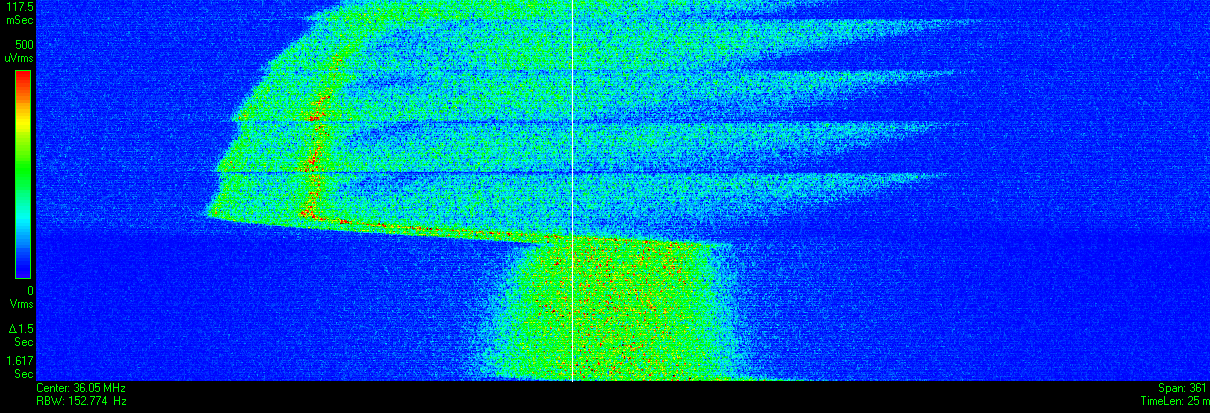 117.5
mSec
500
uVrms
0
Vrms
Δ1.5
Sec
1.617
Sec
Center: 36.05 MHz
RBW: 152.774 Hz
Span: 361
TimeLen: 25 m